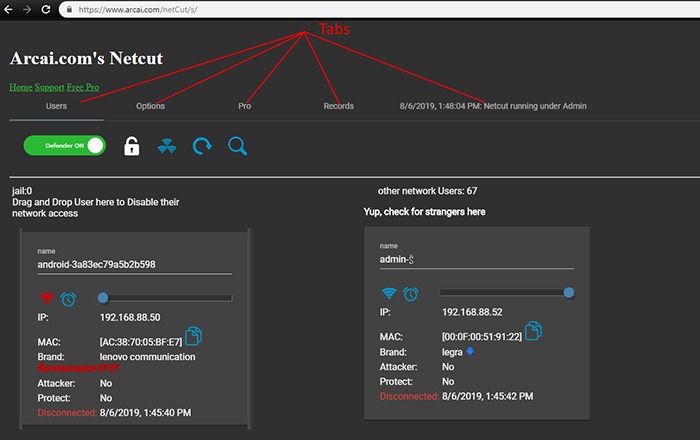 https://www.arcai.com/netCut/s/
Tabs
Arcai.com's Netcut
Home Support Free Pro
Users Options Pro Records 8/6/2019, 1:48:04 PM: Netcut running under Admin
Defender ON
jail:0
Drag and Drop User here to Disable their
network access
name
android-3a83ec79a5b2b598
IP: 192.168.88.50
MAC: [AC:38:70:05:BF:E7]
Brand: lenovo communication
Attacker: No
Protect: No
Disconnected: 8/6/2019, 1:45:40 PM
other network Users: 67
Yup, check for strangers here
name
admin-
IP: 192.168.88.52
MAC: [00:0F:00:51:91:22]
Brand: legra
Attacker: No
Protect: No
Disconnected: 8/6/2019, 1:45:42 PM